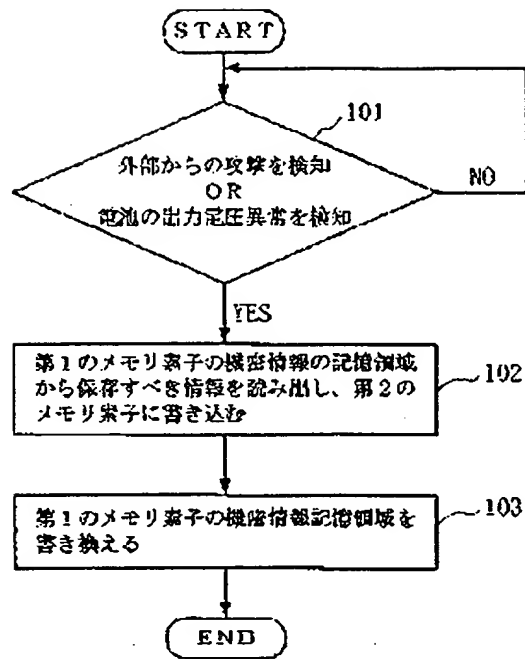 START
101
外部からの攻撃を検知
OR
電池の出力電圧異常を検知
NO
YES
第1のメモリ素子の機密情報の記憶領域
から保存すべき情報を読み出し、第2の
メモリ素子に書き込む
102
第1のメモリ素子の機密情報記憶領域を
書き換える
103
END